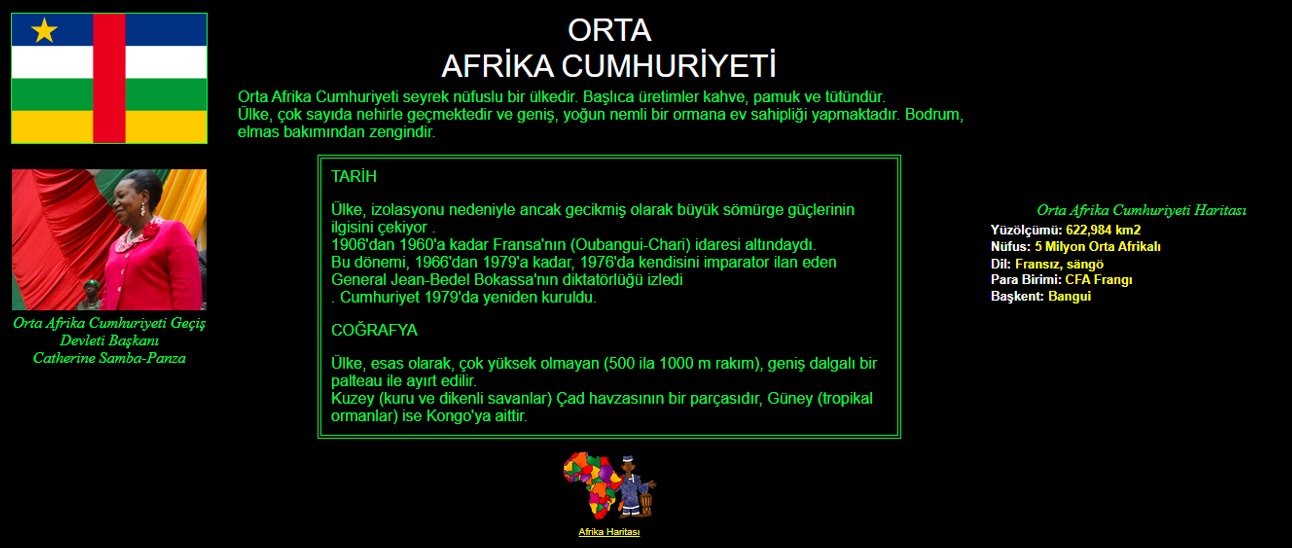 ORTA
AFRİKA CUMHURİYETİ
Orta Afrika Cumhuriyeti seyrek nüfuslu bir ülkedir. Başlıca üretimler kahve, pamuk ve tütündür.
Ülke, çok sayıda nehirle geçmektedir ve geniş, yoğun nemli bir ormana ev sahipliği yapmaktadır. Bodrum,
elmas bakımından zengindir.
Orta Afrika Cumhuriyeti Geçiş
Devleti Başkanı
Catherine Samba-Panza
TARİH
Ülke, izolasyonu nedeniyle ancak gecikmiş olarak büyük sömürge güçlerinin
ilgisini çekiyor .
1906'dan 1960'a kadar Fransa'nın (Oubangui-Chari) idaresi altındaydı.
Bu dönemi, 1966'dan 1979'a kadar, 1976'da kendisini imparator ilan eden
General Jean-Bedel Bokassa'nın diktatörlüğü izledi
. Cumhuriyet 1979'da yeniden kuruldu.
COĞRAFYA
Ülke, esas olarak, çok yüksek olmayan (500 ila 1000 m rakım), geniş dalgalı bir
palteau ile ayırt edilir.
Kuzey (kuru ve dikenli savanlar) Çad havzasının bir parçasıdır, Güney (tropikal
ormanlar) ise Kongo'ya aittir.
Orta Afrika Cumhuriyeti Haritası
Yüzölçümü: 622,984 km2
Nüfus: 5 Milyon Orta Afrikalı
Dil: Fransız, sängö
Para Birimi: CFA Frangı
Başkent: Bangui
Afrika Haritası